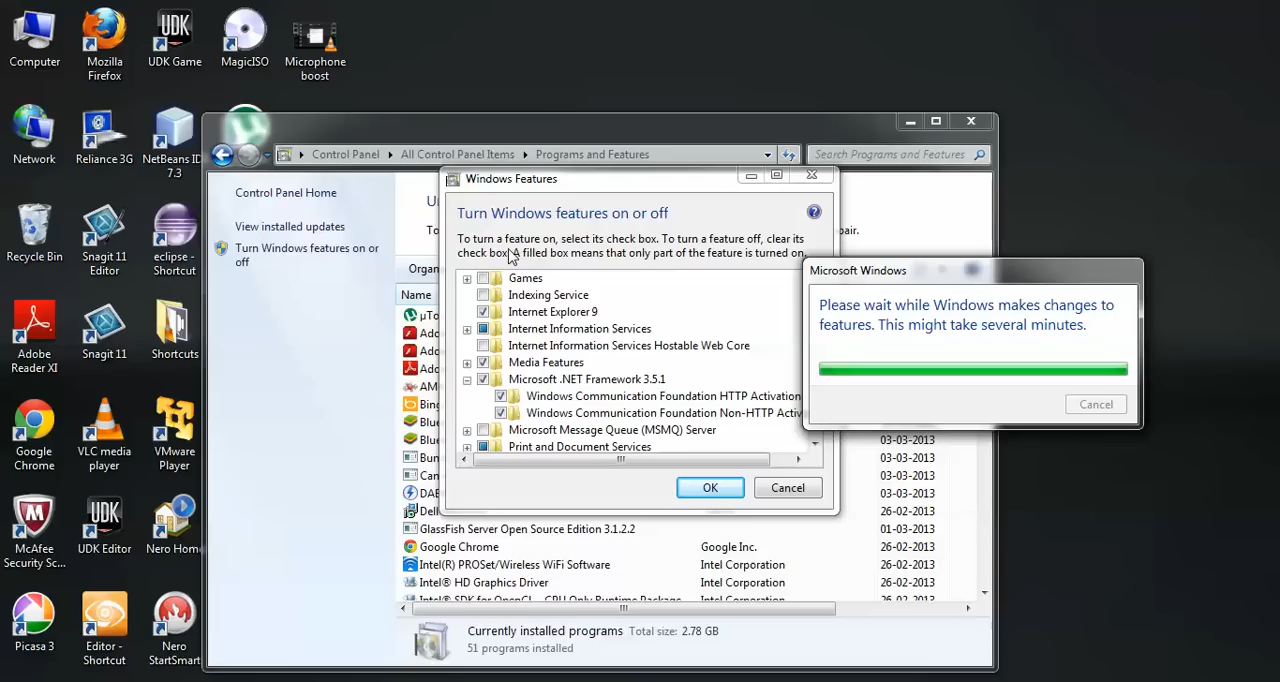 Computer
Mozilla
Firefox
UDK
UDK Game
MagicISO
Microphone
boost
Network
Reliance 3G
NetBeans ID
7.3
Recycle Bin
Snagit 11
Editor
eclipse -
Shortcut
Adobe
Reader XI
Snagit 11
Shortcuts
Google
Chrome
VLC media
player
VMware
Player
McAfee
Security Sc...
UDK
UDK Editor
Nero Home
Picasa 3
Editor -
Shortcut
Nero
StartSmart
Control Panel
All Control Panel Items
Programs and Features
Search Programs and Features
Control Panel Home
View installed updates
Turn Windows features on or
off
U
To
pair.
Organ
Name
µTo
Ado
Ado
Ado
AM
Bing
Blue
Blue
Bun
Can
DAE
Dell
03-03-2013
03-03-2013
03-03-2013
03-03-2013
26-02-2013
GlassFish Server Open Source Edition 3.1.2.2 01-03-2013
Google Chrome Google Inc. 26-02-2013
Intel(R) PROSet/Wireless WiFi Software Intel Corporation 26-02-2013
Intel® HD Graphics Driver Intel Corporation 26-02-2013
Intel® SDK for OpenCL - CPU Only Runtime Package Intel Corporation 26-02-2013
Currently installed programs Total size: 2.78 GB
51 programs installed
Windows Features
Turn Windows features on or off
To turn a feature on, select its check box. To turn a feature off, clear its
check box. A filled box means that only part of the feature is turned on.
Games
Indexing Service
Internet Explorer 9
Internet Information Services
Internet Information Services Hostable Web Core
Media Features
Microsoft .NET Framework 3.5.1
Windows Communication Foundation HTTP Activation
Windows Communication Foundation Non-HTTP Activ
Microsoft Message Queue (MSMQ) Server
Print and Document Services
OK
Cancel
Microsoft Windows
Please wait while Windows makes changes to
features. This might take several minutes.
Cancel